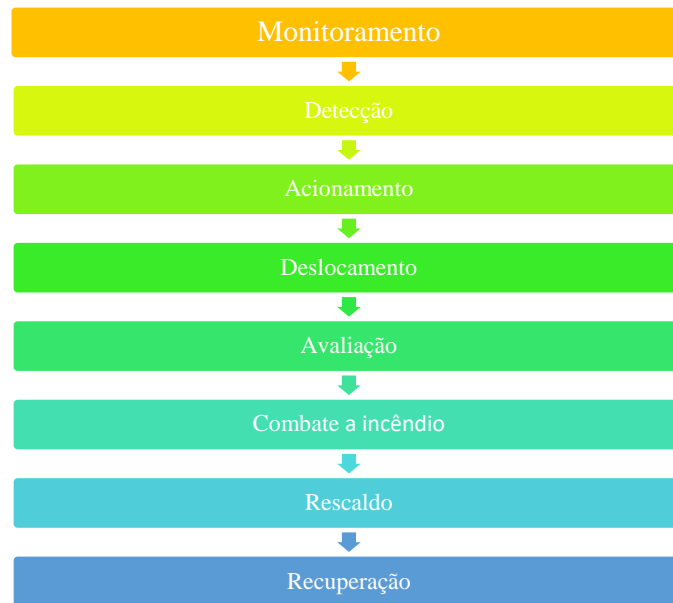 Monitoramento
Detecção
Acionamento
Deslocamento
Avaliação
Combate a incêndio
Rescaldo
Recuperação